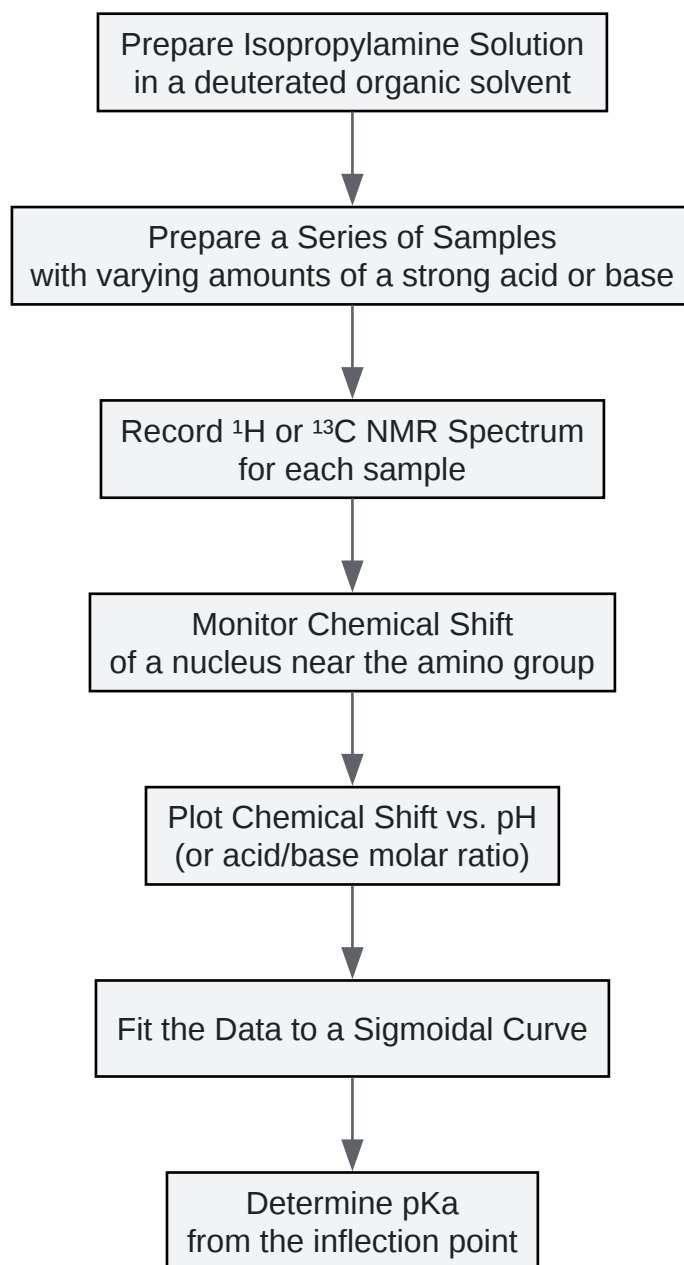 Prepare Isopropylamine Solution
in a deuterated organic solvent
Prepare a Series of Samples
with varying amounts of a strong acid or base
Record ¹H or ¹³C NMR Spectrum
for each sample
Monitor Chemical Shift
of a nucleus near the amino group
Plot Chemical Shift vs. pH
(or acid/base molar ratio)
Fit the Data to a Sigmoidal Curve
Determine pKa
from the inflection point